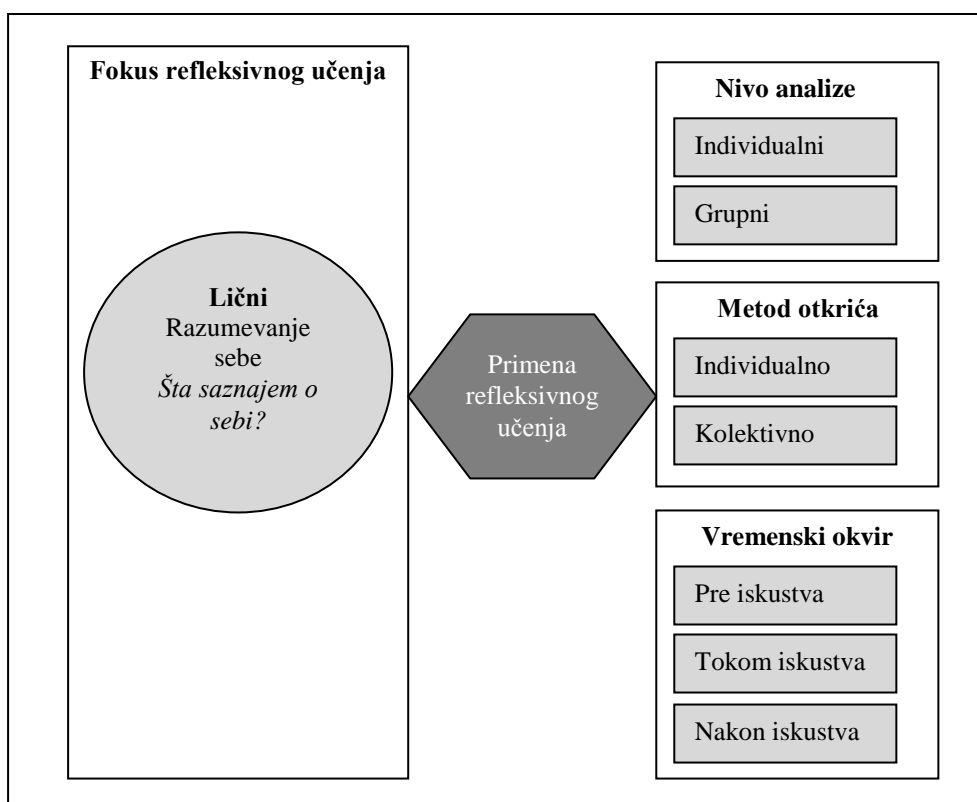 Fokus refleksivnog učenja
Lični
Razumevanje
sebe
Šta saznajem o
sebi?
Primena
refleksivnog
učenja
Nivo analize
Individualni
Grupni
Metod otkrića
Individualno
Kolektivno
Vremenski okvir
Pre iskustva
Tokom iskustva
Nakon iskustva